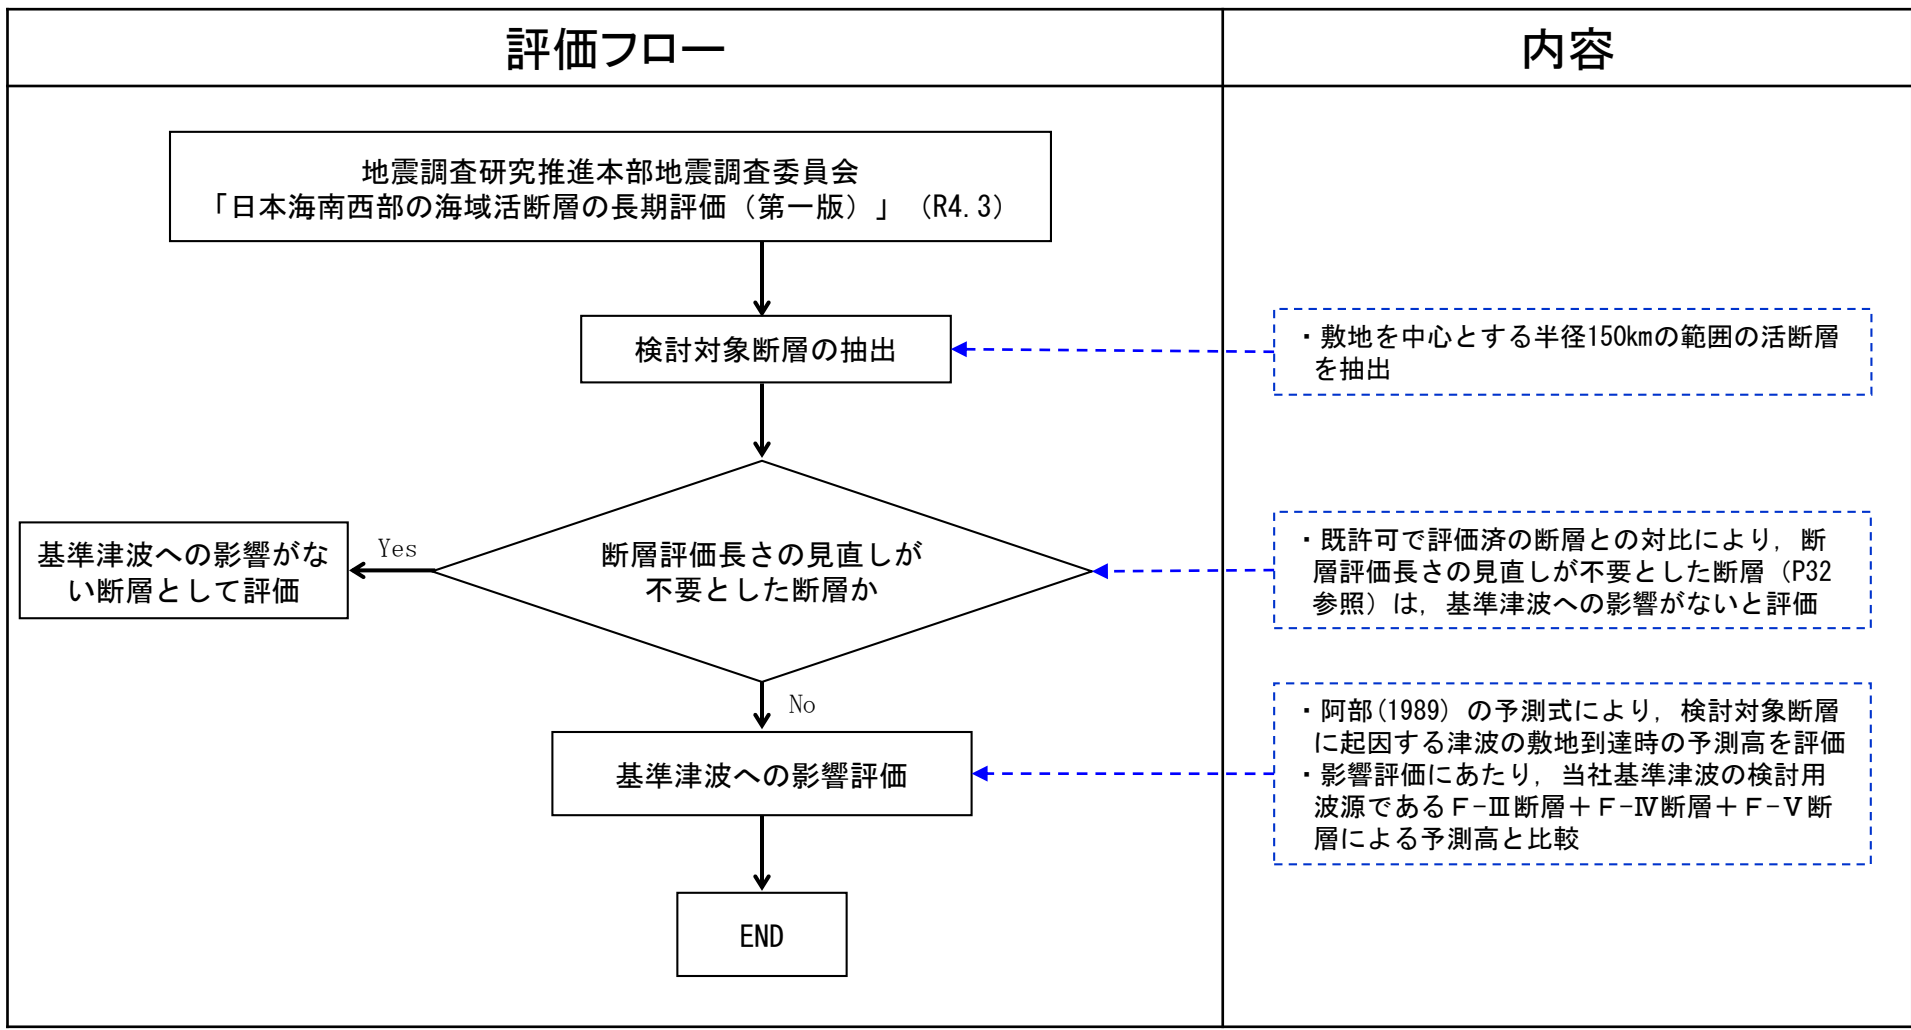 評価フロー
内容
地震調査研究推進本部地震調査委員会
「日本海南西部の海域活断層の長期評価（第一版）」（R4.3）
検討対象断層の抽出
・敷地を中心とする半径150kmの範囲の活断層
を抽出
断層評価長さの見直しが
不要とした断層か
Yes
基準津波への影響がな
い断層として評価
・既許可で評価済の断層との対比により，断
層評価長さの見直しが不要とした断層（P32
参照）は，基準津波への影響がないと評価
No
基準津波への影響評価
・阿部(1989）の予測式により，検討対象断層
に起因する津波の敷地到達時の予測高を評価
・影響評価にあたり，当社基準津波の検討用
波源であるＦ-Ⅲ断層＋Ｆ-Ⅳ断層＋Ｆ-Ⅴ断
層による予測高と比較
END